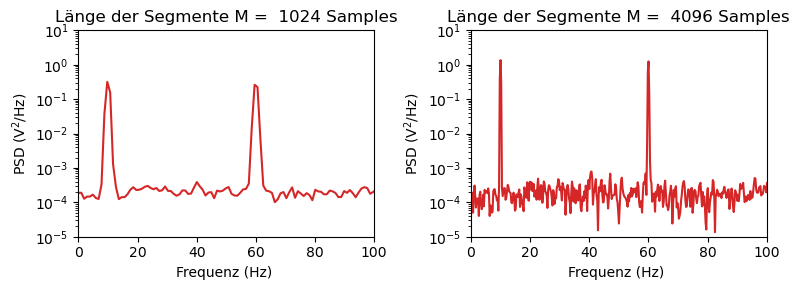 Länge der Segmente M =  1024 Samples
PSD (V²/Hz)
10¹
10⁰
10⁻¹
10⁻²
10⁻³
10⁻⁴
10⁻⁵
0 20 40 60 80 100
Frequenz (Hz)
Länge der Segmente M =  4096 Samples
PSD (V²/Hz)
10¹
10⁰
10⁻¹
10⁻²
10⁻³
10⁻⁴
10⁻⁵
0 20 40 60 80 100
Frequenz (Hz)